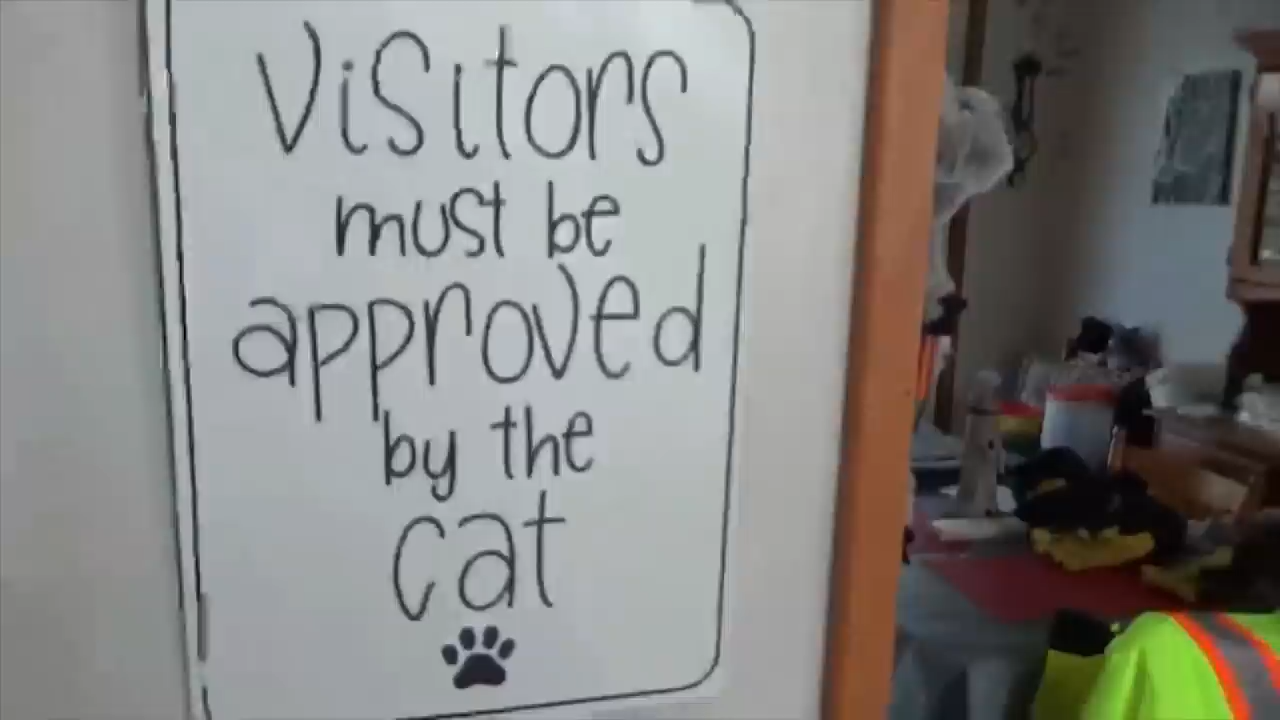 Visitors
must be
approved
by the
cat